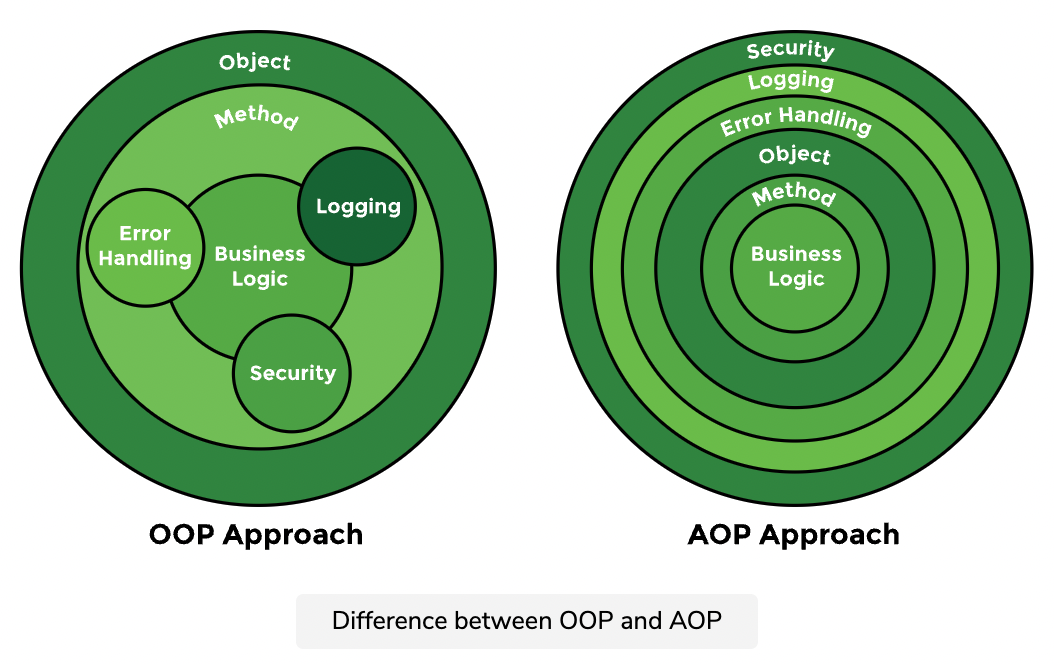 Object
Method
Logging
Error
Handling
Business
Logic
Security
OOP Approach
Security
Logging
Error Handling
Object
Method
Business
Logic
AOP Approach
Difference between OOP and AOP